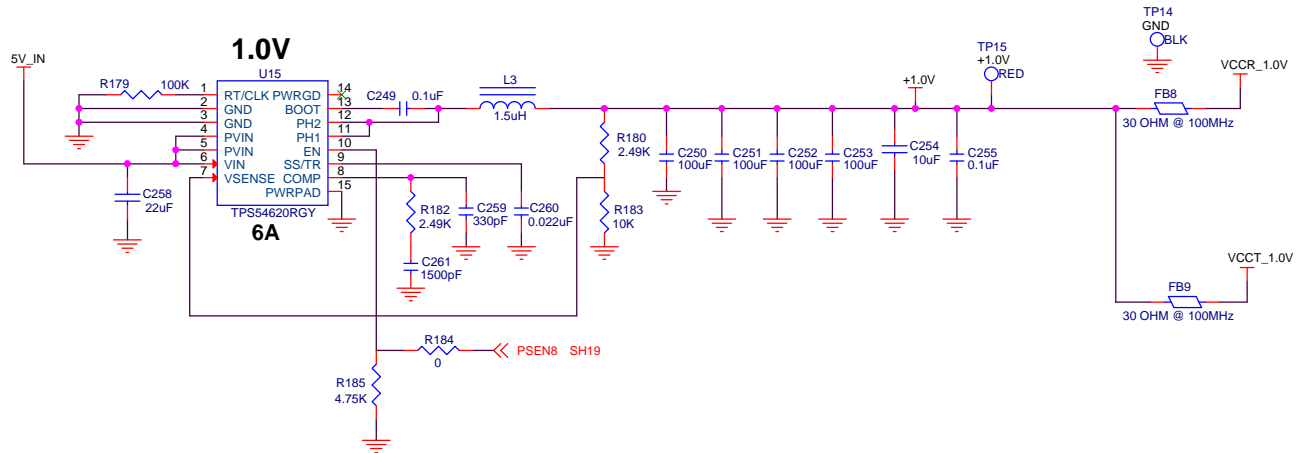 1.0V
U15
5V_IN
R179 100K
1 RT/CLK PWRGD 14
2 GND BOOT 13
3 GND PH2 12
4 PVIN PH1 11
5 PVIN EN 10
6 VIN SS/TR 9
7 VSENSE COMP 8
PWRPAD 15
TPS54620RGY
6A
C258
22uF
C249 0.1uF
L3
1.5uH
R180
2.49K
R183
10K
C250
100uF
C251
100uF
C252
100uF
C253
100uF
C254
10uF
C255
0.1uF
+1.0V
TP15
+1.0V
RED
TP14
GND
BLK
VCCR_1.0V
FB8
30 OHM @ 100MHz
VCCT_1.0V
FB9
30 OHM @ 100MHz
R182
2.49K
C259
330pF
C260
0.022uF
C261
1500pF
R184
0
PSEN8 SH19
R185
4.75K